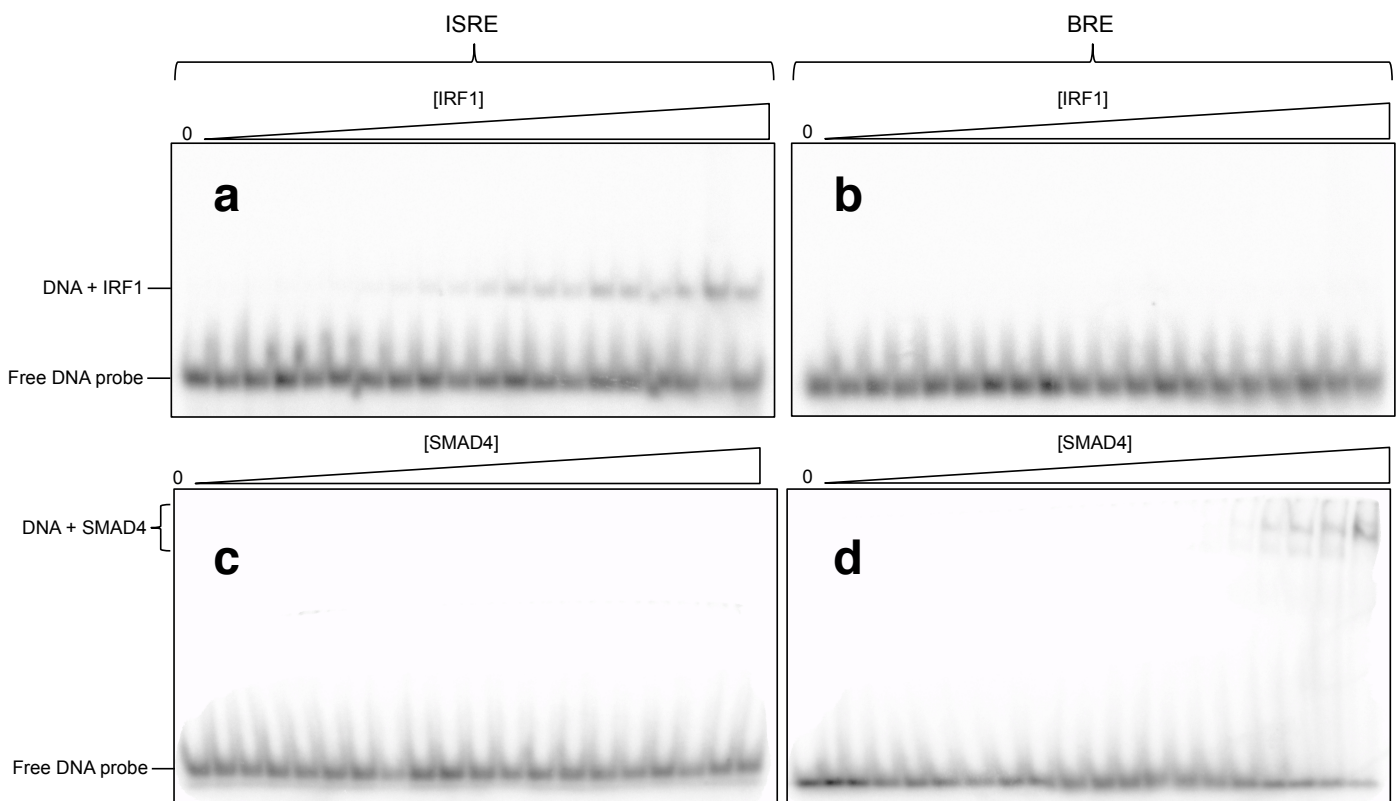 ISRE
BRE
[IRF1]
[IRF1]
0
0
a
b
DNA + IRF1
Free DNA probe
[SMAD4]
[SMAD4]
0
0
DNA + SMAD4
c
d
Free DNA probe